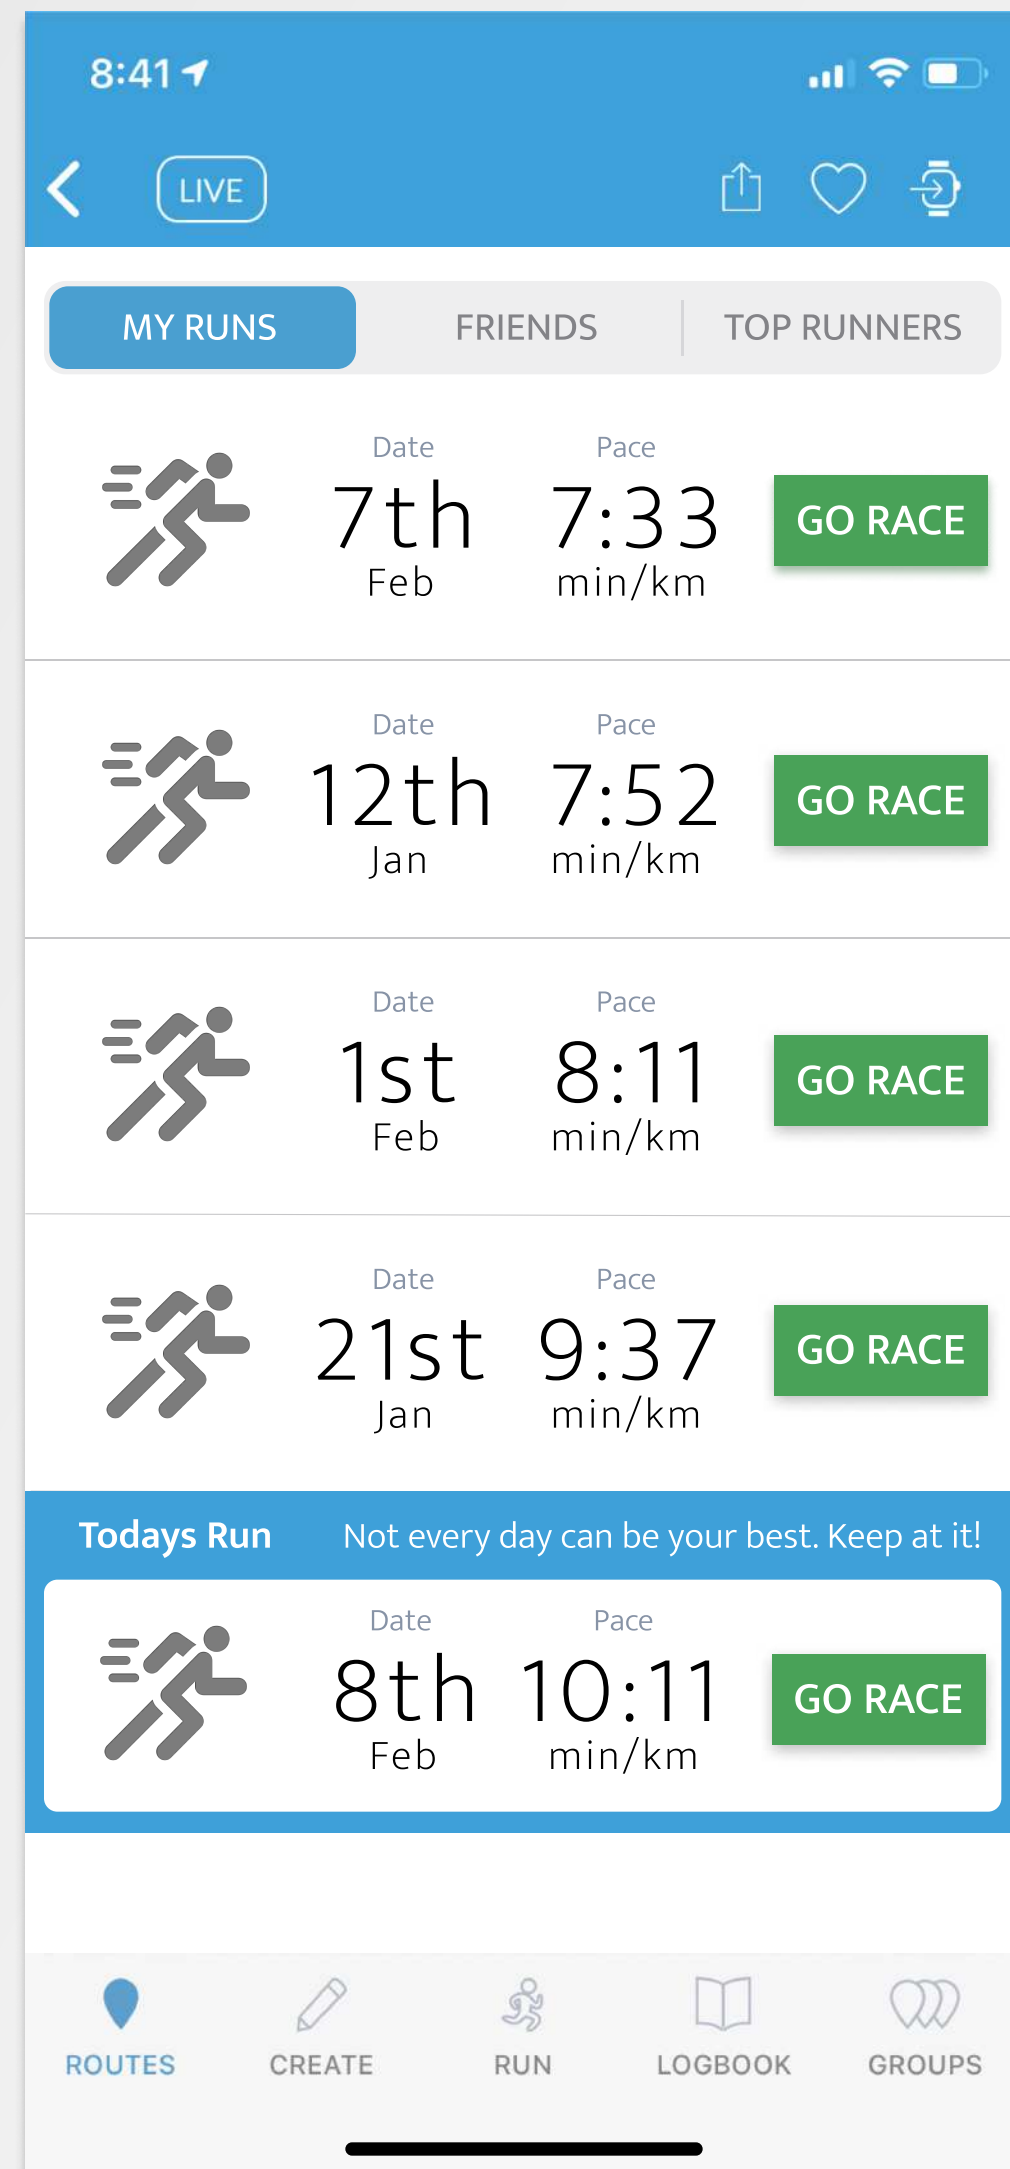 8:41
LIVE
MY RUNS FRIENDS TOP RUNNERS
Date Pace
7th 7:33 GO RACE
Feb min/km
Date Pace
12th 7:52 GO RACE
Jan min/km
Date Pace
1st 8:11 GO RACE
Feb min/km
Date Pace
21st 9:37 GO RACE
Jan min/km
Todays Run Not every day can be your best. Keep at it!
Date Pace
8th 10:11 GO RACE
Feb min/km
ROUTES CREATE RUN LOGBOOK GROUPS